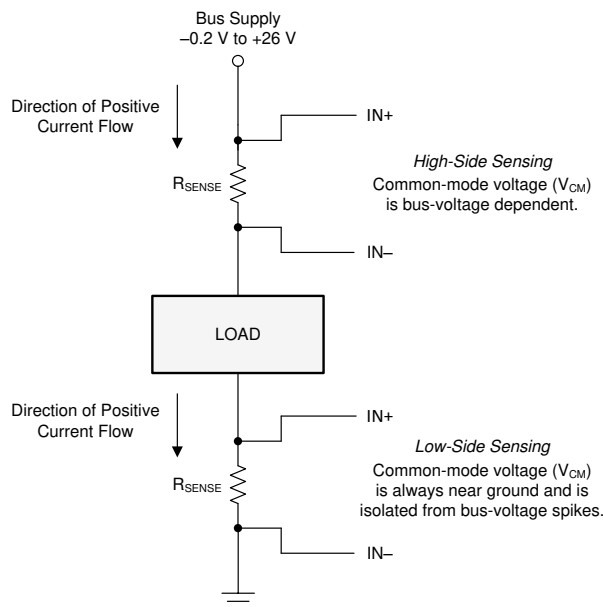 Bus Supply
–0.2 V to +26 V
Direction of Positive
Current Flow
IN+
RSENSE
High-Side Sensing
Common-mode voltage (VCM)
is bus-voltage dependent.
IN–
LOAD
Direction of Positive
Current Flow
IN+
RSENSE
Low-Side Sensing
Common-mode voltage (VCM)
is always near ground and is
isolated from bus-voltage spikes.
IN–